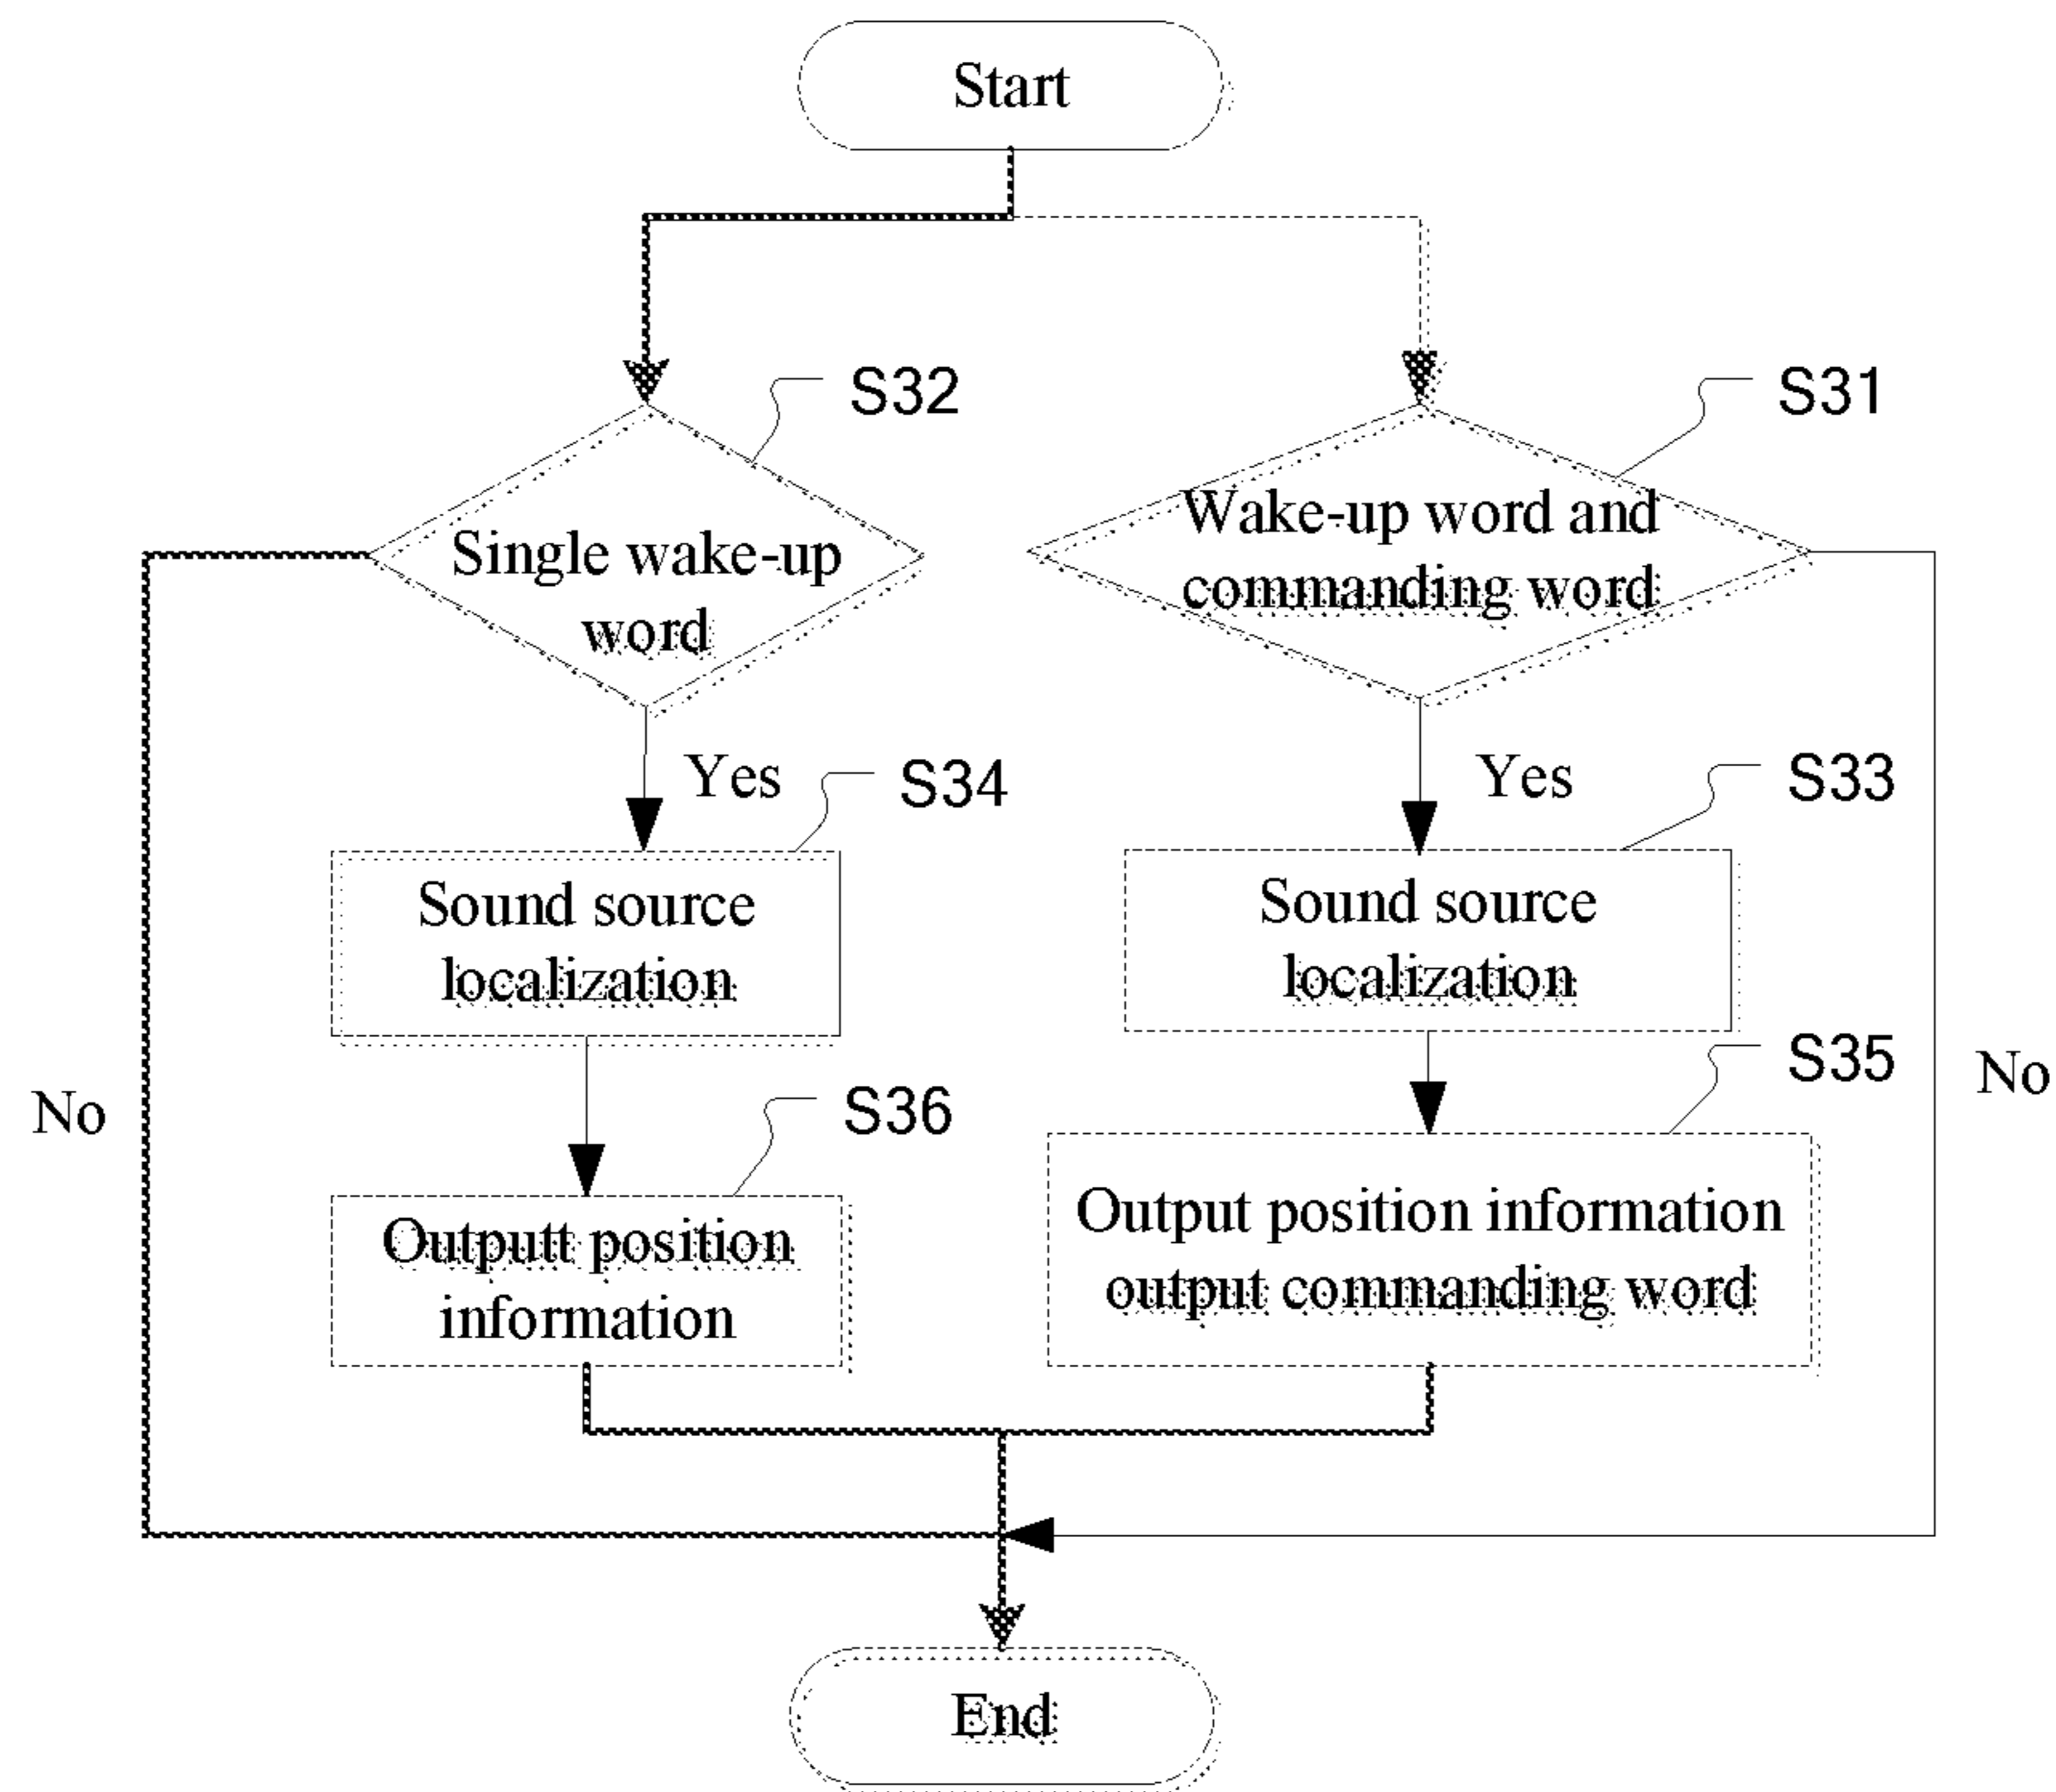 Start
S32
S31
Single wake-up
word
Wake-up word and
commanding word
Yes
S34
Yes
S33
Sound source
localization
Sound source
localization
No
S36
S35
No
Outputt position
information
Output position information
output commanding word
End